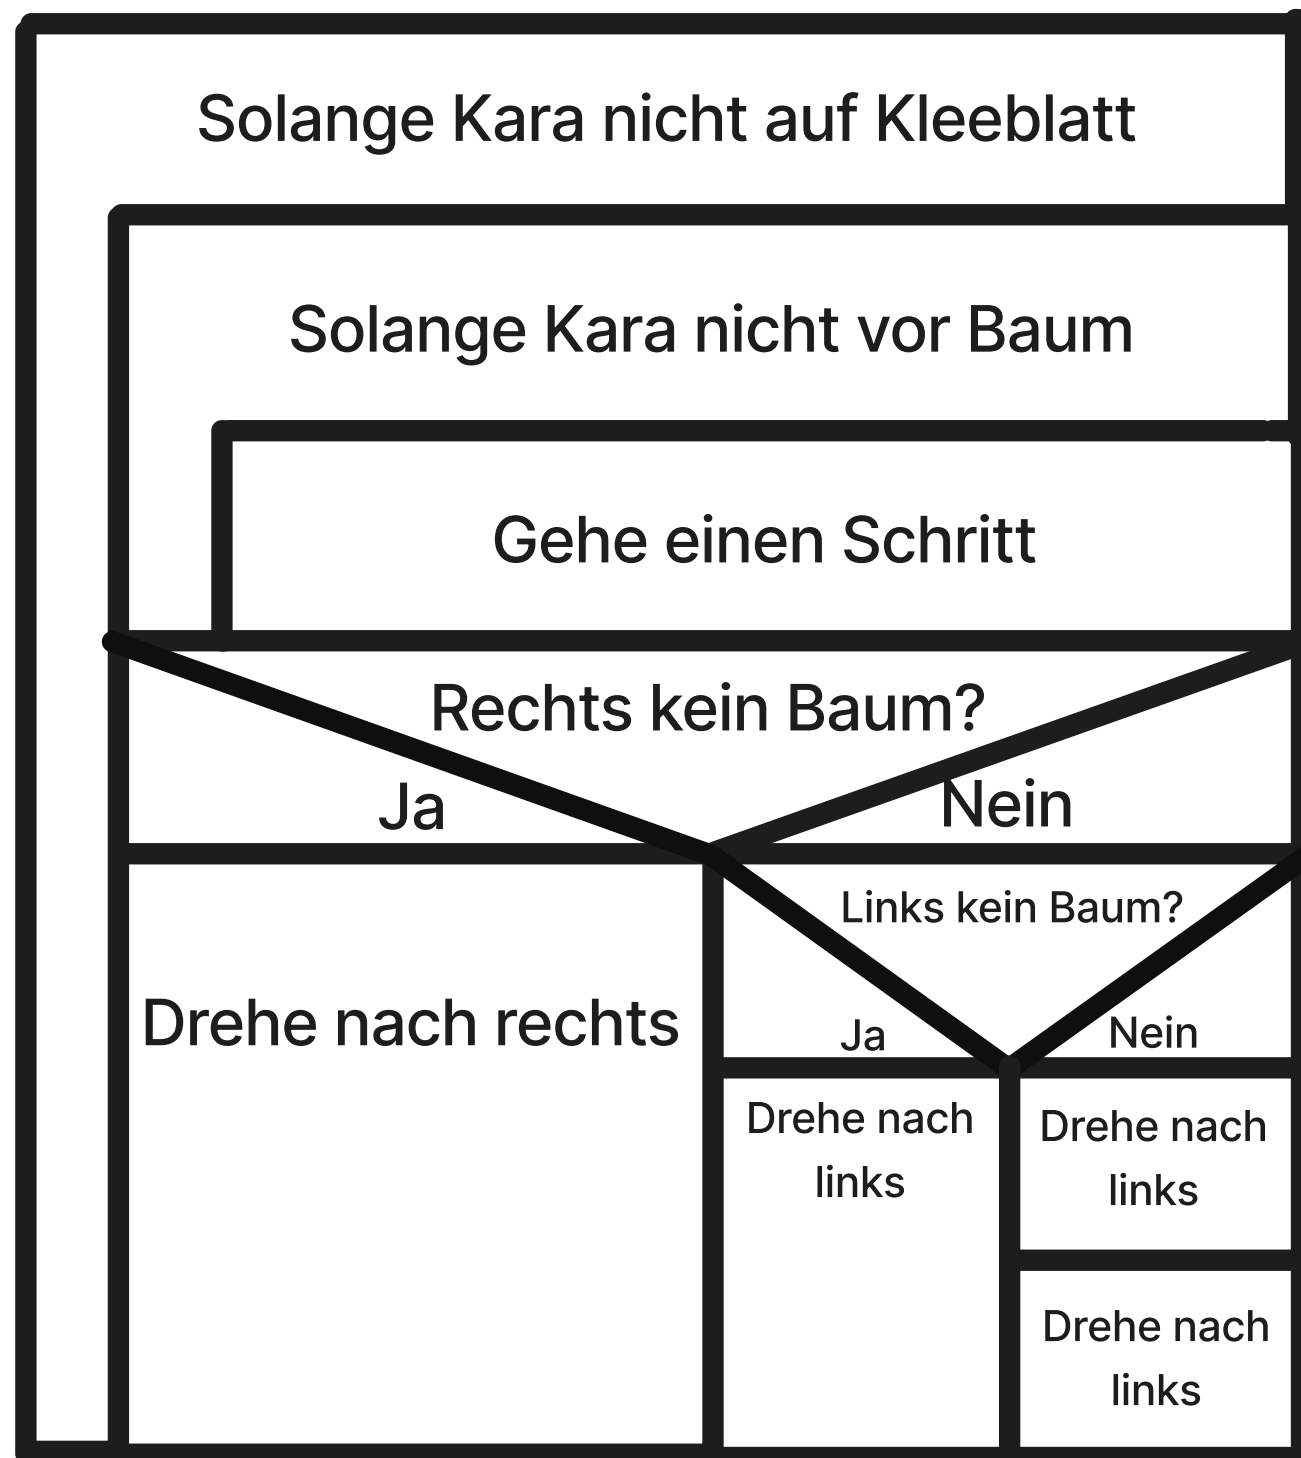 Solange Kara nicht auf Kleeblatt
Solange Kara nicht vor Baum
Gehe einen Schritt
Rechts kein Baum?
Ja
Nein
Drehe nach rechts
Links kein Baum?
Ja
Nein
Drehe nach
links
Drehe nach
links
Drehe nach
links